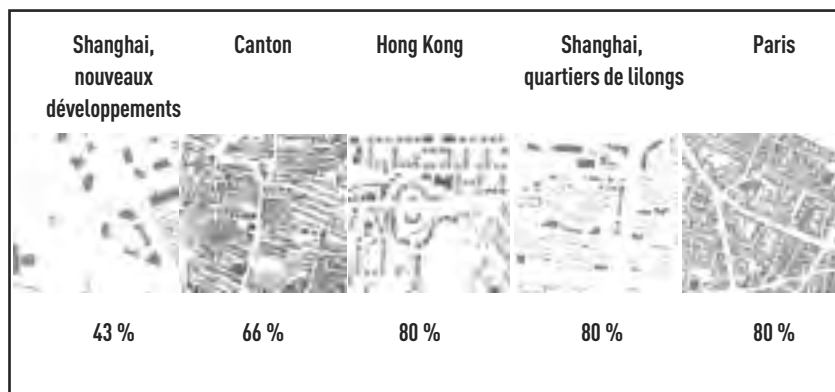 Shanghai,
nouveaux
développements
Canton
Hong Kong
Shanghai,
quartiers de lilongs
Paris
43 %
66 %
80 %
80 %
80 %